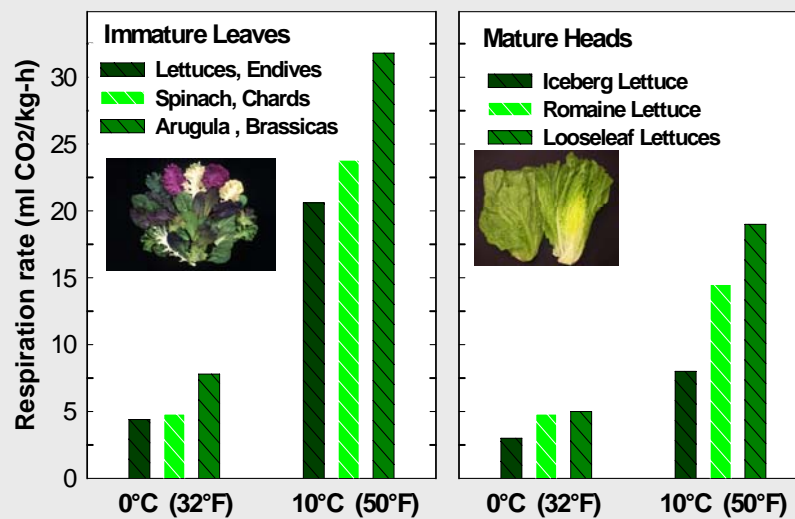 Immature Leaves
Lettuces, Endives
Spinach, Chards
Arugula , Brassicas
Mature Heads
Iceberg Lettuce
Romaine Lettuce
Looseleaf Lettuces
Respiration rate (ml CO2/kg-h)
30
25
20
15
10
5
0
0°C (32°F)
10°C (50°F)
0°C (32°F)
10°C (50°F)